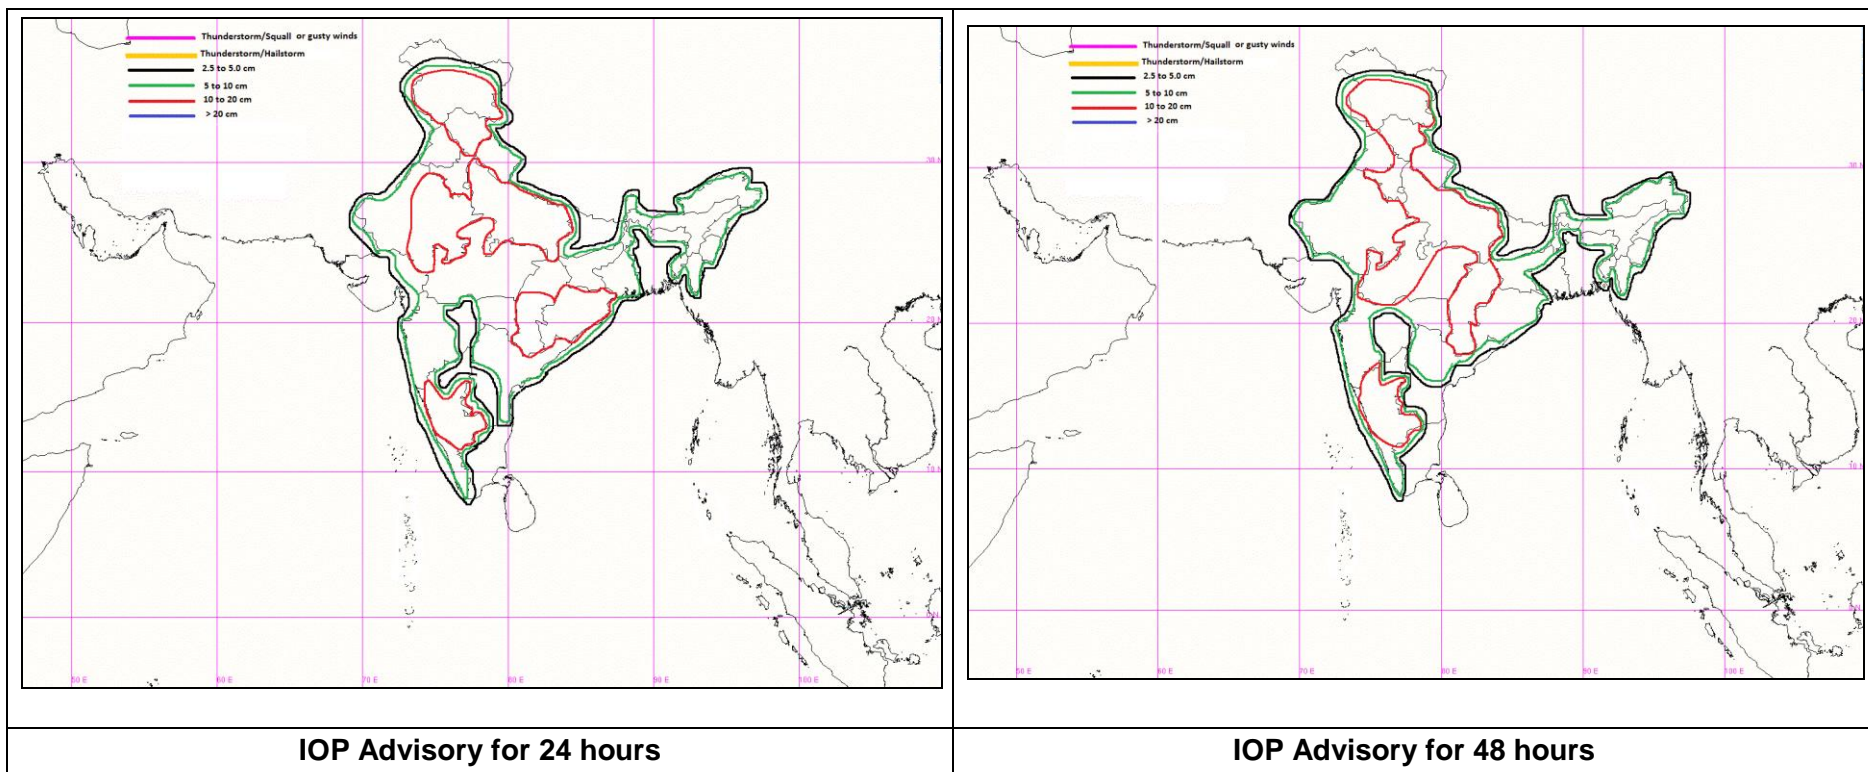 Thunderstorm/Squall or gusty winds
Thunderstorm/Hailstorm
2.5 to 5.0 cm
5 to 10 cm
10 to 20 cm
> 20 cm
50 E
60 E
70 E
80 E
90 E
100 E
IOP Advisory for 24 hours
Thunderstorm/Squall or gusty winds
Thunderstorm/Hailstorm
2.5 to 5.0 cm
5 to 10 cm
10 to 20 cm
> 20 cm
50 E
60 E
70 E
80 E
90 E
100 E
IOP Advisory for 48 hours